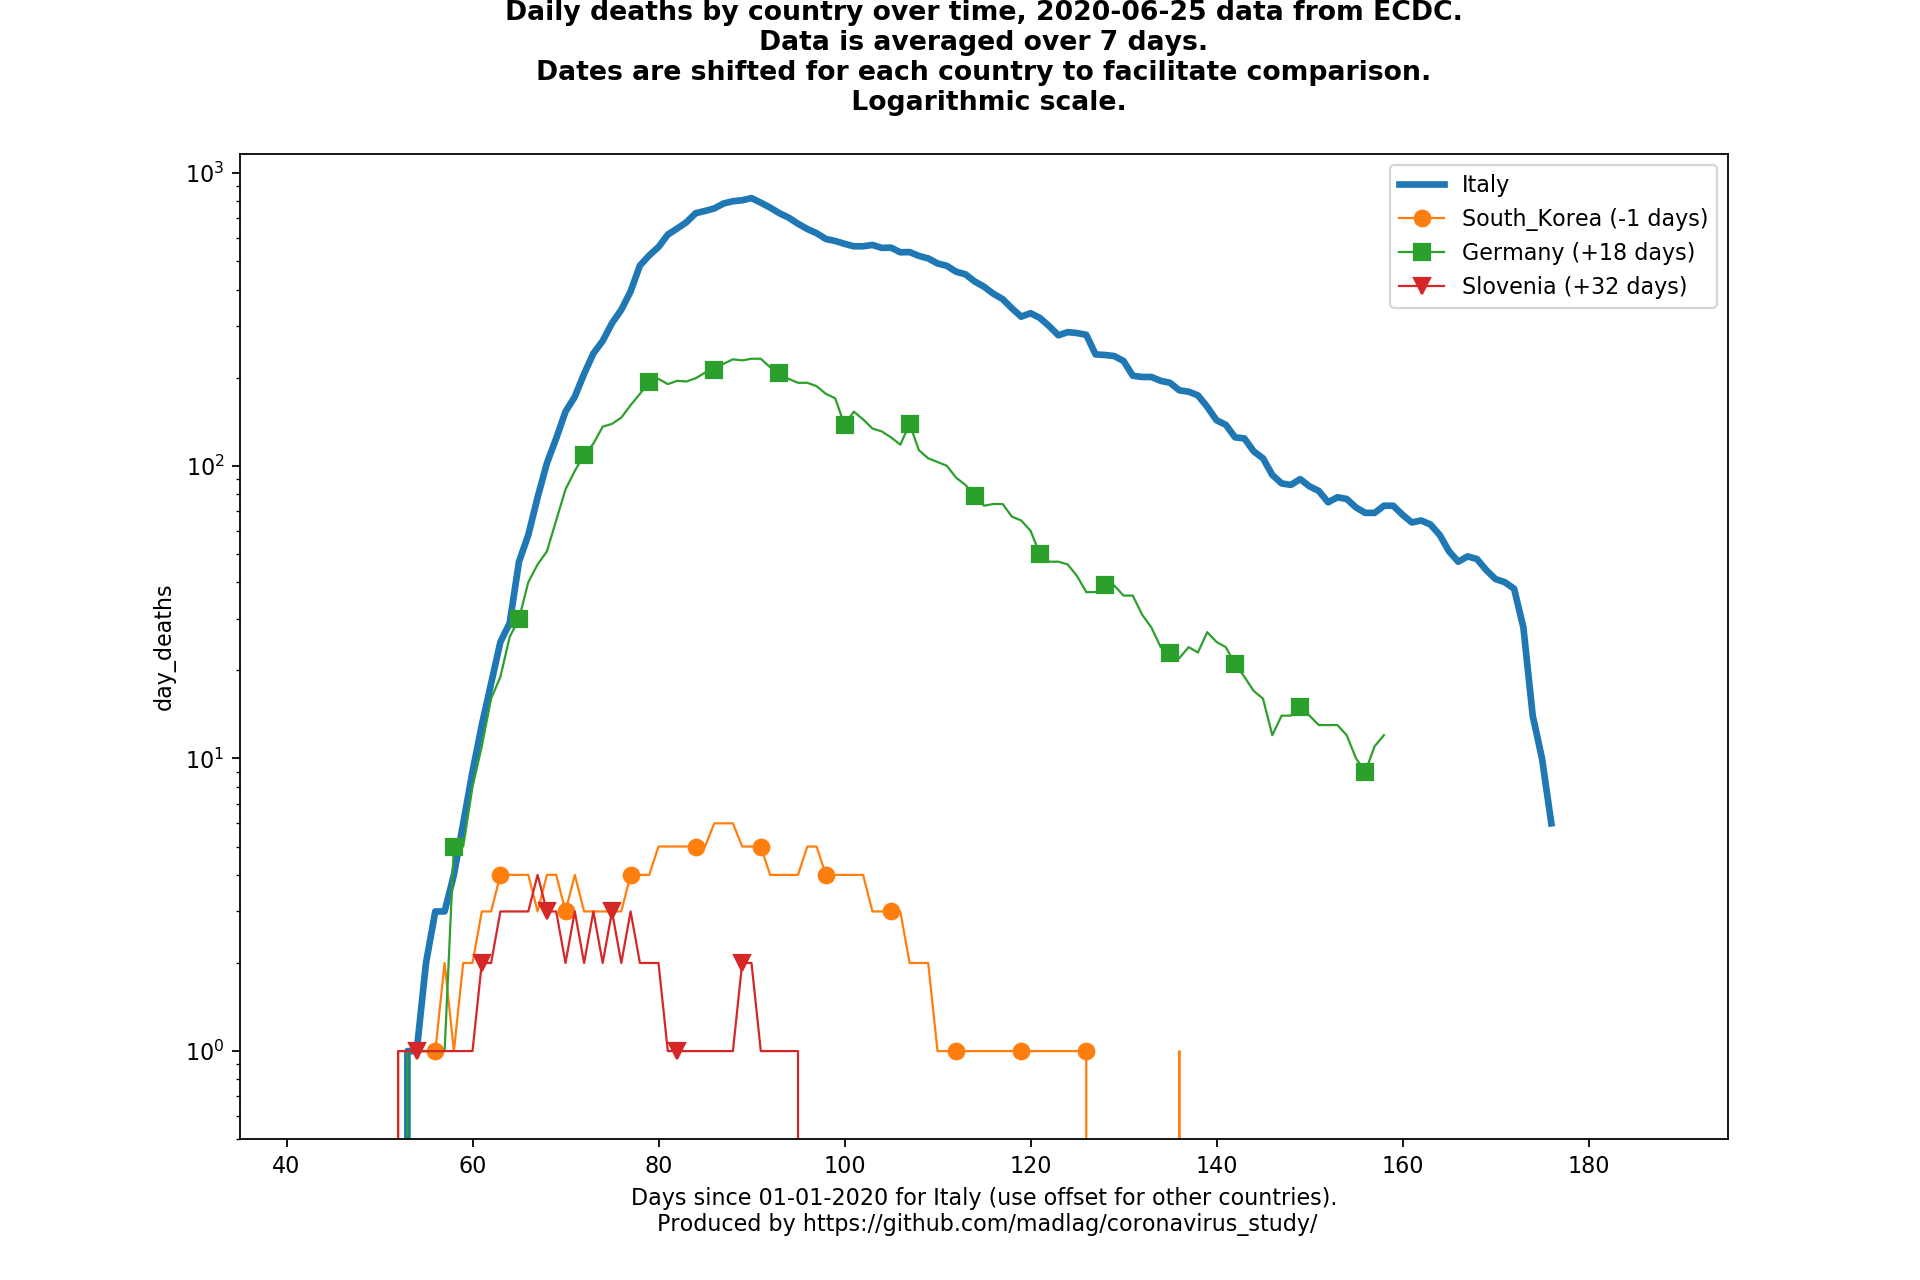 Daily deaths by country over time, 2020-06-25 data from ECDC.
Data is averaged over 7 days.
Dates are shifted for each country to facilitate comparison.
Logarithmic scale.
10³
10²
10¹
10⁰
day_deaths
Italy
South_Korea (-1 days)
Germany (+18 days)
Slovenia (+32 days)
40 60 80 100 120 140 160 180
Days since 01-01-2020 for Italy (use offset for other countries).
Produced by https://github.com/madlag/coronavirus_study/